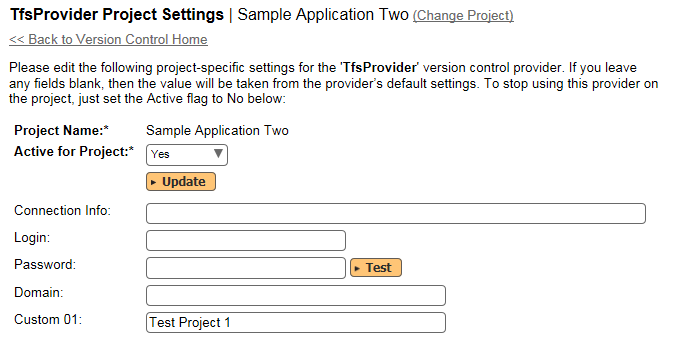 TfsProvider Project Settings | Sample Application Two (Change Project)
<< Back to Version Control Home
Please edit the following project-specific settings for the 'TfsProvider' version control provider. If you leave
any fields blank, then the value will be taken from the provider's default settings. To stop using this provider on
the project, just set the Active flag to No below:
Project Name:* Sample Application Two
Active for Project:* Yes
Update
Connection Info:
Login:
Password: Test
Domain:
Custom 01: Test Project 1